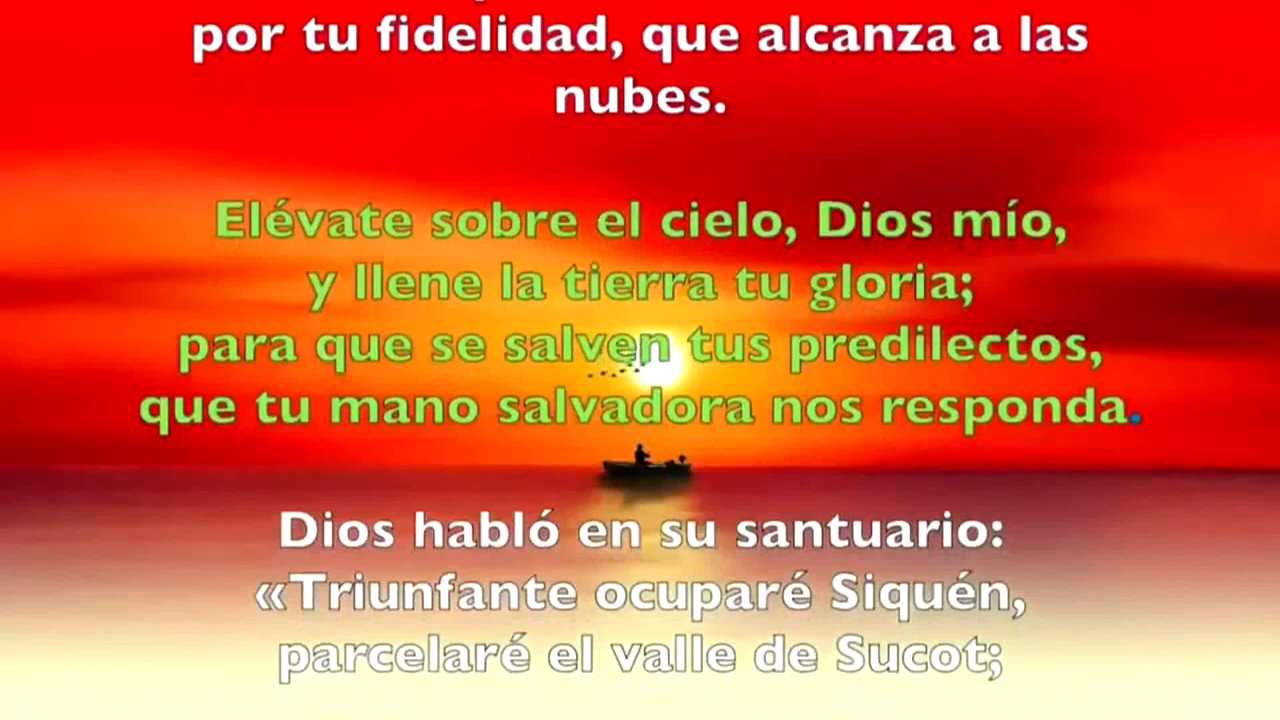 por tu fidelidad, que alcanza a las
nubes.
Elévate sobre el cielo, Dios mío,
y llene la tierra tu gloria;
para que se salven tus predilectos,
que tu mano salvadora nos responda.
Dios habló en su santuario:
«Triunfante ocuparé Siquén,
parcelaré el valle de Sucot;